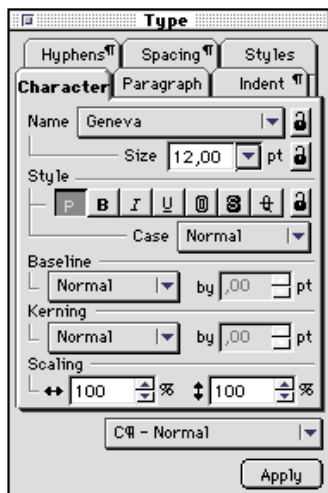 Type
Hyphens¶ Spacing¶ Styles
Character Paragraph Indent ¶
Name Geneva
Size 12,00 pt
Style
P B I U O S ꞓ
Case Normal
Baseline
Normal by ,00 pt
Kerning
Normal by ,00 pt
Scaling
100 % 100 %
C¶ - Normal
Apply